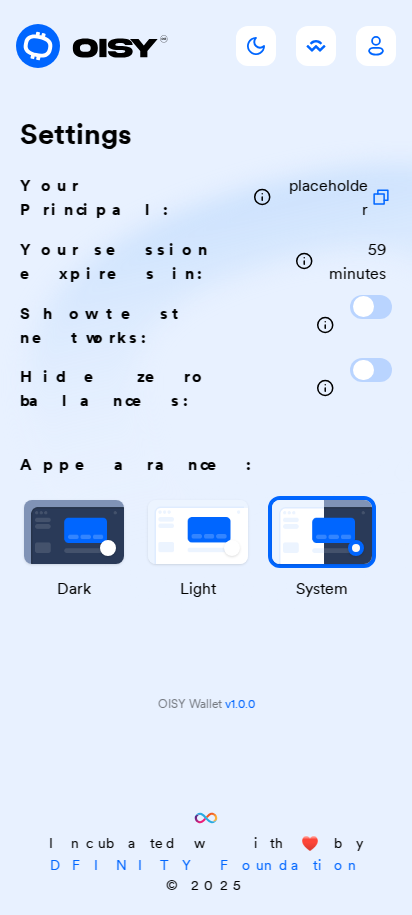 OISY
Settings
Your
Principal:
placeholde
r
Your session
expires in:
59
minutes
Show test
networks:
Hide zero
balances:
Appearance:
Dark
Light
System
OISY Wallet v1.0.0
Incubated with ❤️ by
DFINITY Foundation
© 2025